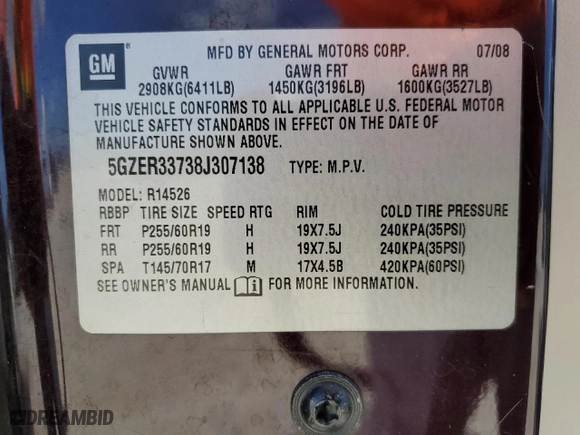 GM ® MFD BY GENERAL MOTORS CORP. 07/08
GVWR GAWR FRT GAWR RR
2908KG(6411LB) 1450KG(3196LB) 1600KG(3527LB)
THIS VEHICLE CONFORMS TO ALL APPLICABLE U.S. FEDERAL MOTOR
VEHICLE SAFETY STANDARDS IN EFFECT ON THE DATE OF
MANUFACTURE SHOWN ABOVE.
5GZER33738J307138 TYPE: M.P.V.
MODEL: R14526
RBBP TIRE SIZE SPEED RTG RIM COLD TIRE PRESSURE
FRT P255/60R19 H 19X7.5J 240KPA(35PSI)
RR P255/60R19 H 19X7.5J 240KPA(35PSI)
SPA T145/70R17 M 17X4.5B 420KPA(60PSI)
SEE OWNER'S MANUAL FOR MORE INFORMATION.
DREAMBID